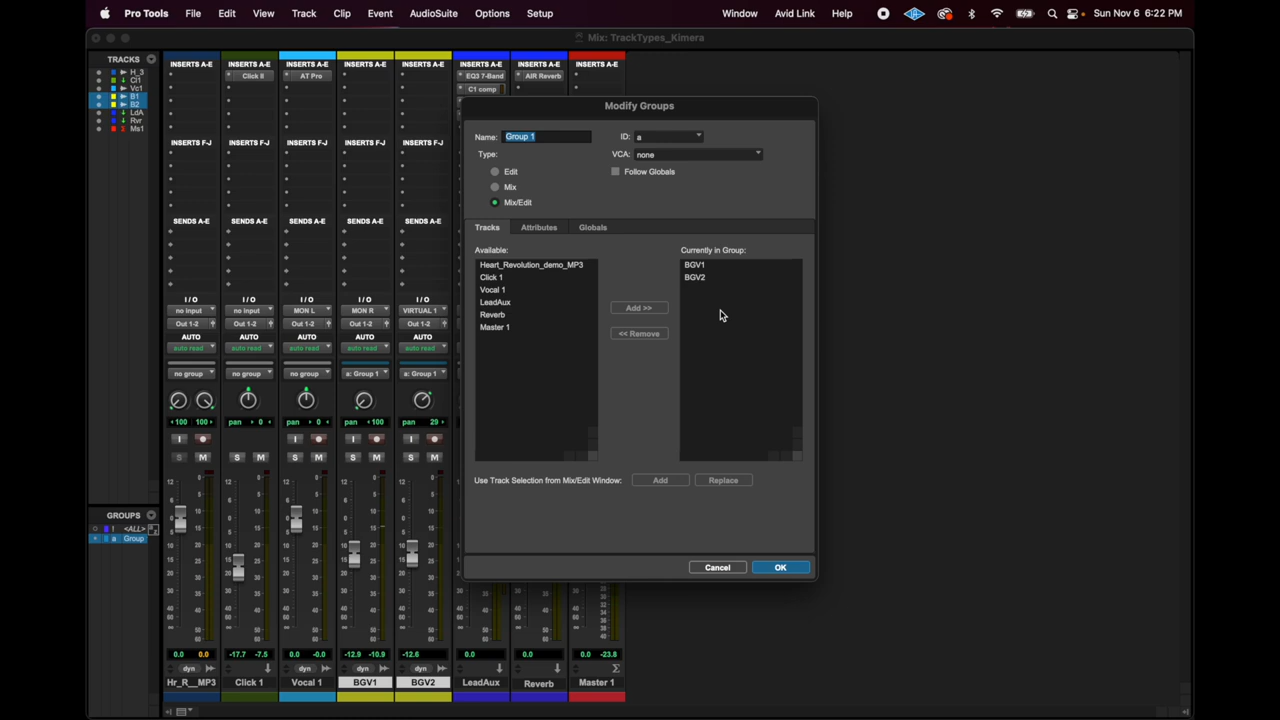 Pro Tools File Edit View Track Clip Event AudioSuite Options Setup Window Avid Link Help Sun Nov 6 6:22 PM
Mix: TrackTypes_Kimera
TRACKS
H_3
Cl1
Vc1
B1
B2
LdA
Rvr
Ms1
INSERTS A-E INSERTS A-E INSERTS A-E INSERTS A-E INSERTS A-E INSERTS A-E INSERTS A-E INSERTS A-E
Click II AT Pro EQ3 7-Band AIR Reverb
C1 comp
INSERTS F-J INSERTS F-J INSERTS F-J INSERTS F-J INSERTS F-J
SENDS A-E SENDS A-E SENDS A-E SENDS A-E SENDS A-E
I / O I / O I / O I / O I / O
no input no input MON L MON R VIRTUAL 1
Out 1-2 Out 1-2 Out 1-2 Out 1-2 Out 1-2
AUTO AUTO AUTO AUTO AUTO
auto read auto read auto read auto read auto read
no group no group no group a: Group 1 a: Group 1
100 100 pan 0 pan 0 pan 100 pan 29
I I I I
S M S M S M S M S M
Modify Groups
Name: Group 1 ID: a
Type: VCA: none
Edit Follow Globals
Mix
Mix/Edit
Tracks Attributes Globals
Available: Currently in Group:
Heart_Revolution_demo_MP3 BGV1
Click 1 BGV2
Vocal 1
LeadAux Add >>
Reverb
Master 1 << Remove
Use Track Selection from Mix/Edit Window: Add Replace
Cancel OK
GROUPS
! <ALL>
a Group
0.0 0.0 -17.7 -7.5 0.0 -0.0 -12.9 -10.9 -12.6 0.0 0.0 0.0 -23.8
dyn dyn dyn dyn Σ
Hr_R__MP3 Click 1 Vocal 1 BGV1 BGV2 LeadAux Reverb Master 1